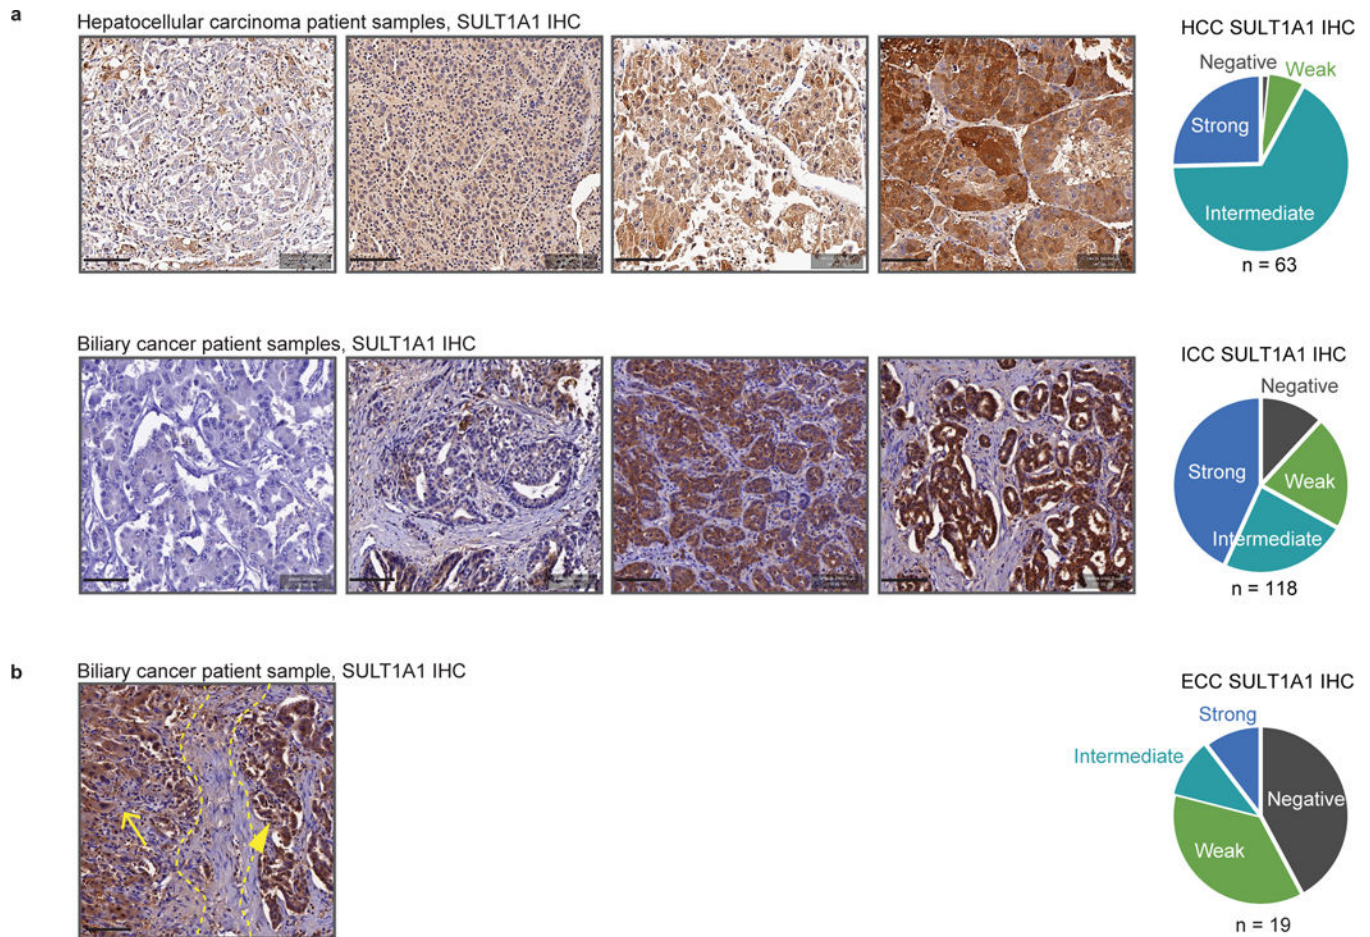 a
Hepatocellular carcinoma patient samples, SULT1A1 IHC
HCC SULT1A1 IHC
Negative
Weak
Strong
Intermediate
n = 63
Biliary cancer patient samples, SULT1A1 IHC
ICC SULT1A1 IHC
Negative
Strong
Weak
Intermediate
n = 118
b
Biliary cancer patient sample, SULT1A1 IHC
ECC SULT1A1 IHC
Strong
Intermediate
Negative
Weak
n = 19